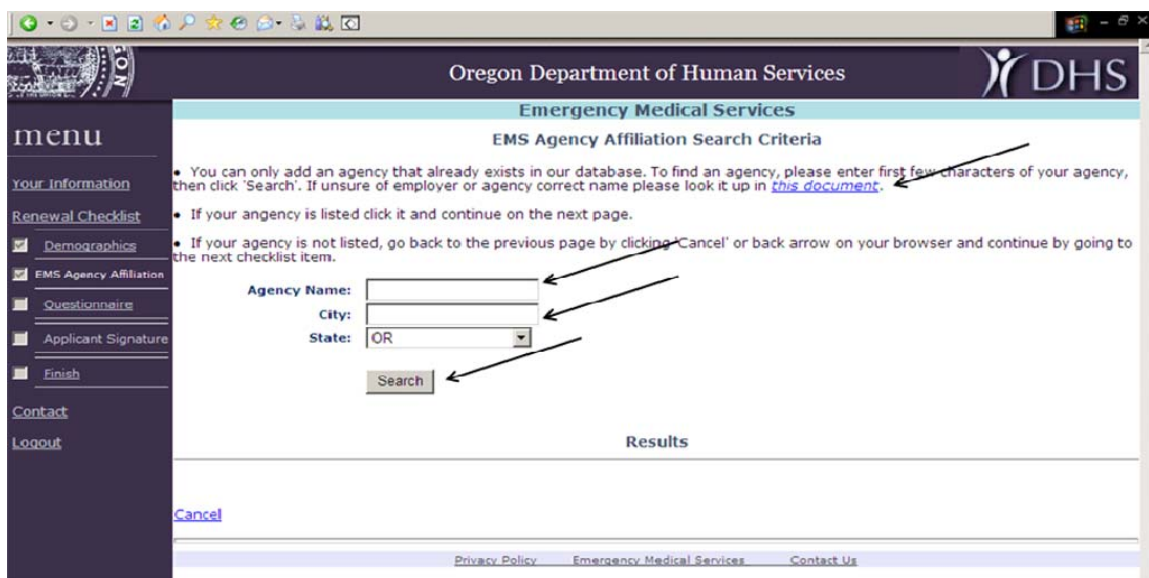 Oregon Department of Human Services
DHS
Emergency Medical Services
menu
Your Information
Renewal Checklist
Demographics
EMS Agency Affiliation
Questionnaire
Applicant Signature
Finish
Contact
Logout
EMS Agency Affiliation Search Criteria
• You can only add an agency that already exists in our database. To find an agency, please enter first few characters of your agency,
then click 'Search'. If unsure of employer or agency correct name please look it up in this document.
• If your angency is listed click it and continue on the next page.
• If your agency is not listed, go back to the previous page by clicking 'Cancel' or back arrow on your browser and continue by going to
the next checklist item.
Agency Name:
City:
State: OR
Search
Results
Cancel
Privacy Policy Emergency Medical Services Contact Us